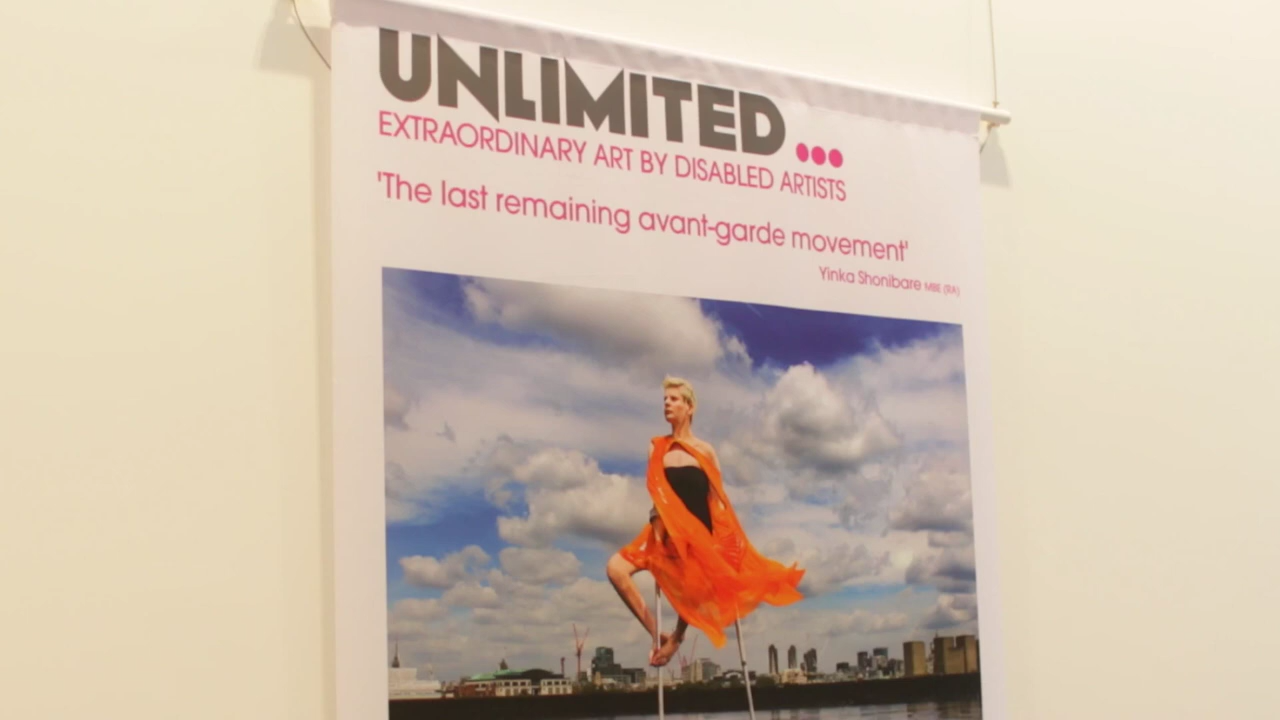 UNLIMITED...
EXTRAORDINARY ART BY DISABLED ARTISTS
'The last remaining avant-garde movement'
Yinka Shonibare MBE (RA)